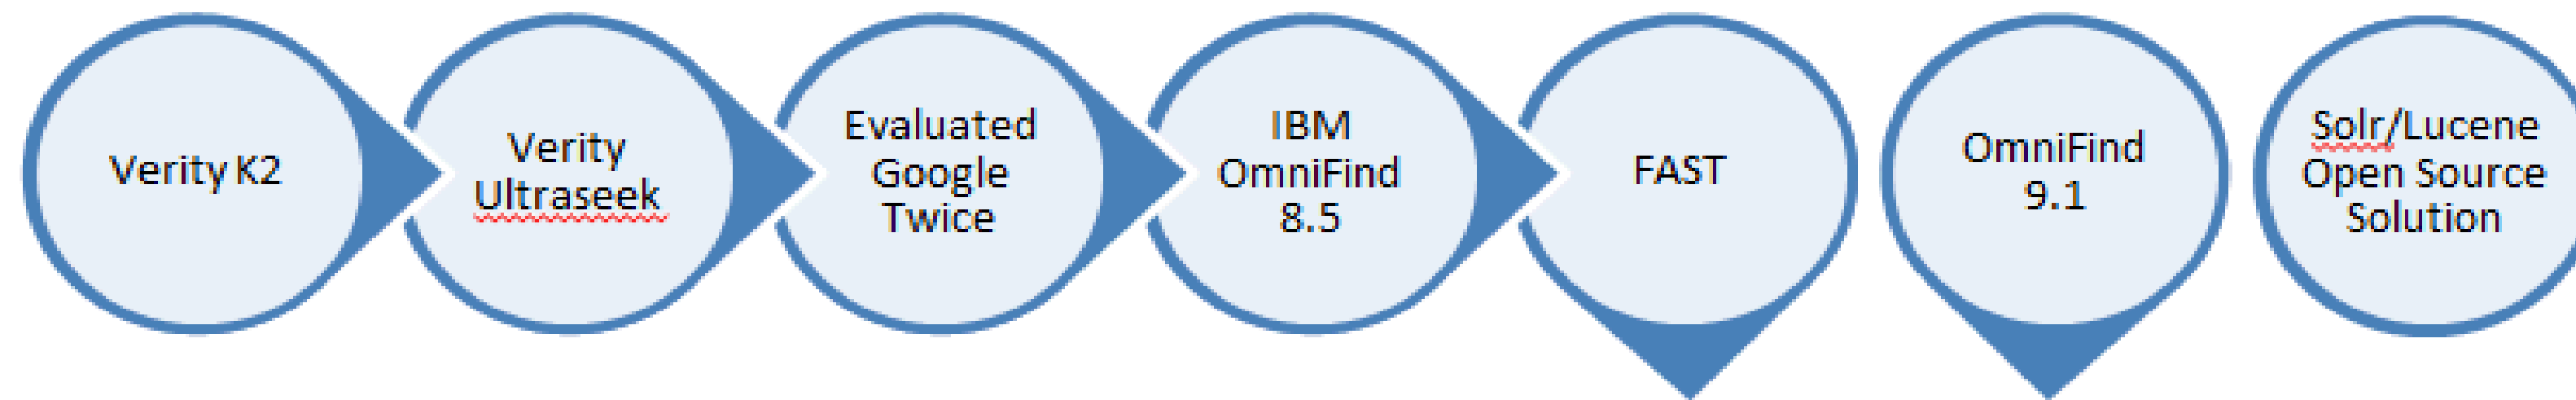 Verity K2
Verity
Ultraseek
Evaluated
Google
Twice
IBM
OmniFind
8.5
FAST
OmniFind
9.1
Solr/Lucene
Open Source
Solution